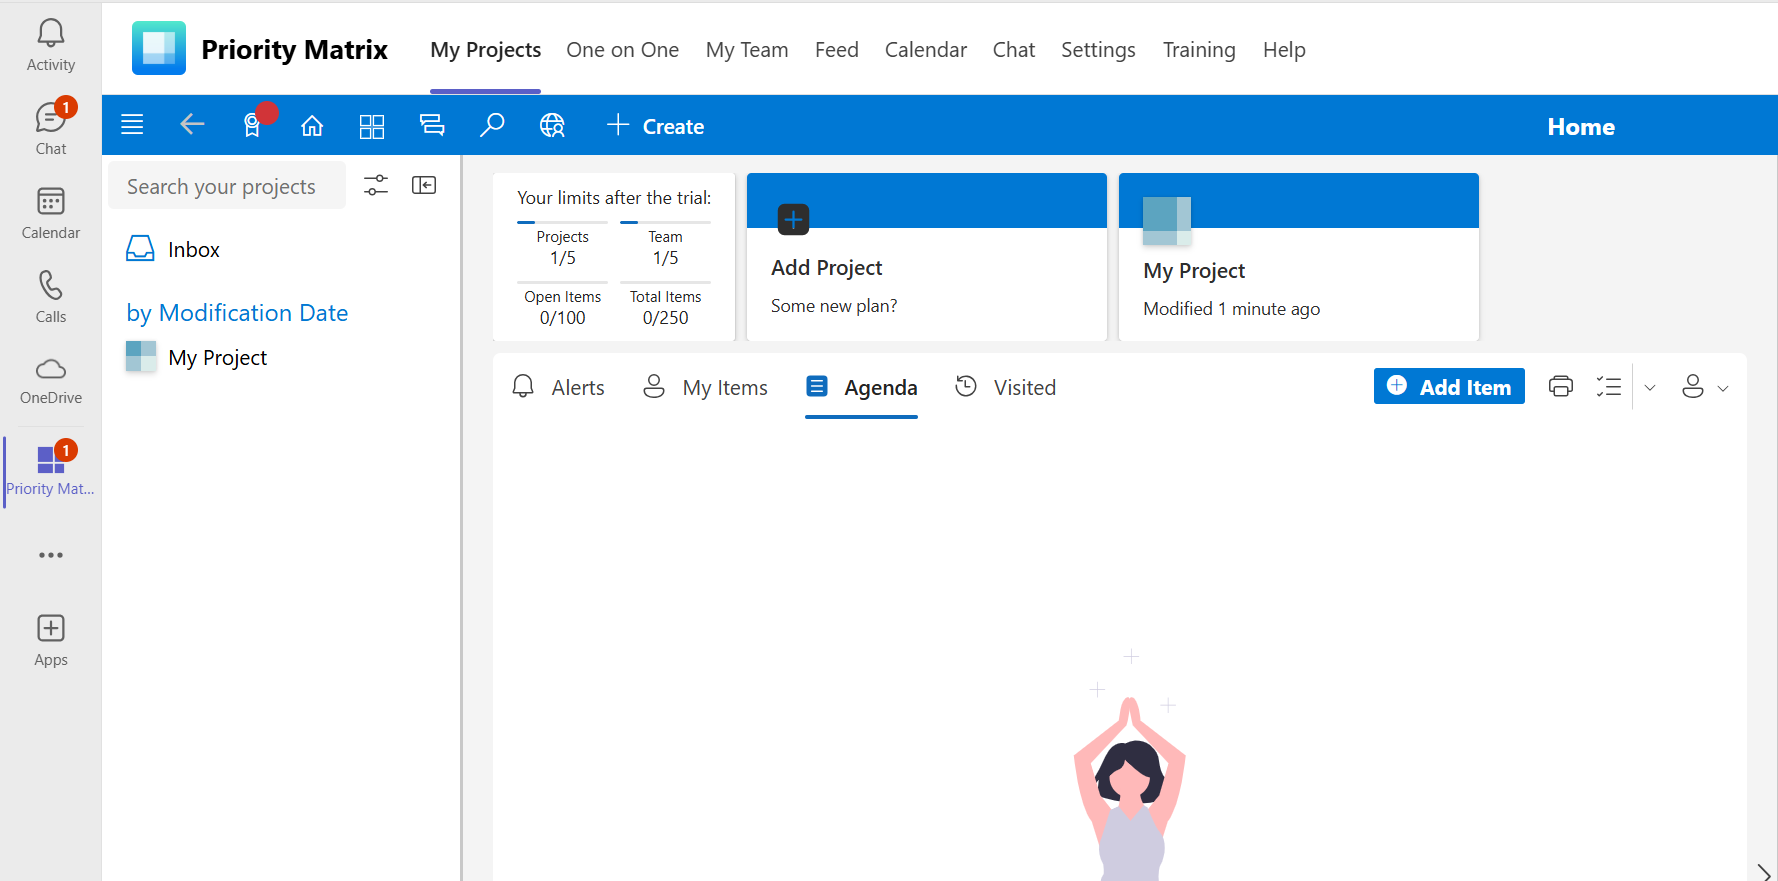 Activity
1
Chat
Calendar
Calls
OneDrive
1
Priority Mat...
Apps
Priority Matrix
My Projects
One on One
My Team
Feed
Calendar
Chat
Settings
Training
Help
Create
Home
Search your projects
Inbox
by Modification Date
My Project
Your limits after the trial:
Projects
1/5
Team
1/5
Open Items
0/100
Total Items
0/250
Add Project
Some new plan?
My Project
Modified 1 minute ago
Alerts
My Items
Agenda
Visited
Add Item